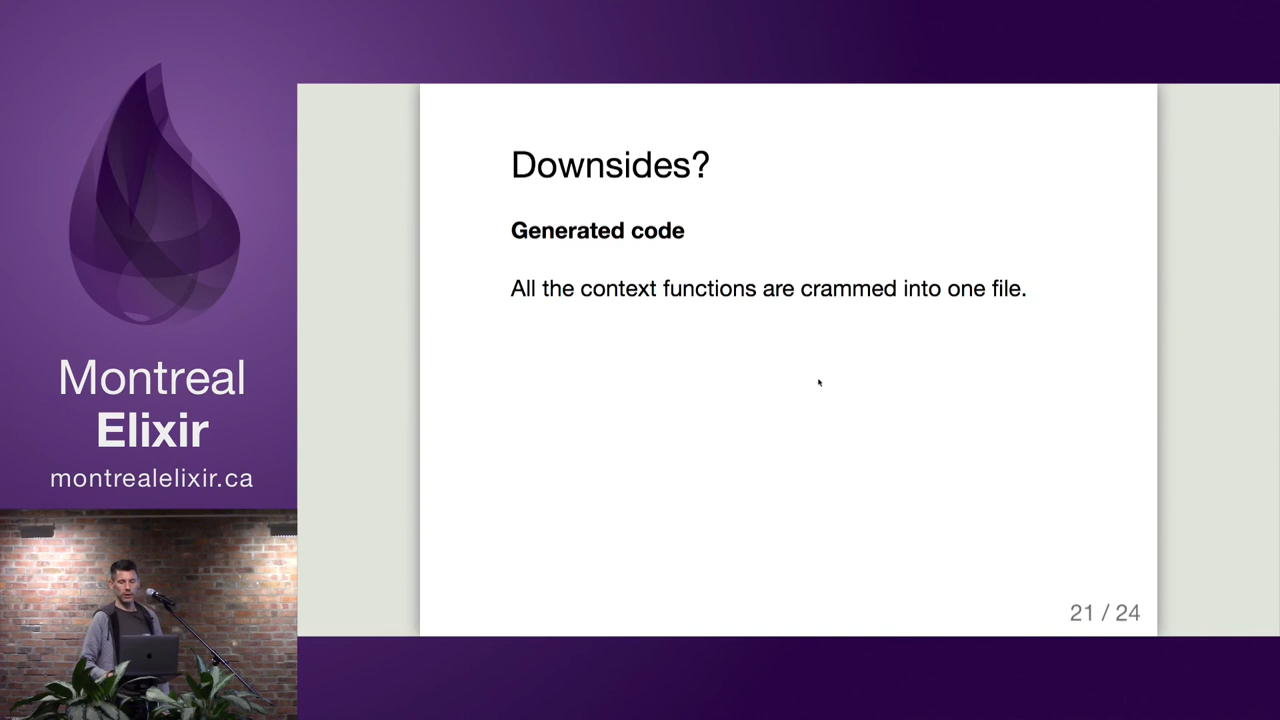 Downsides?
Generated code
All the context functions are crammed into one file.
21 / 24
Montreal
Elixir
montrealelixir.ca